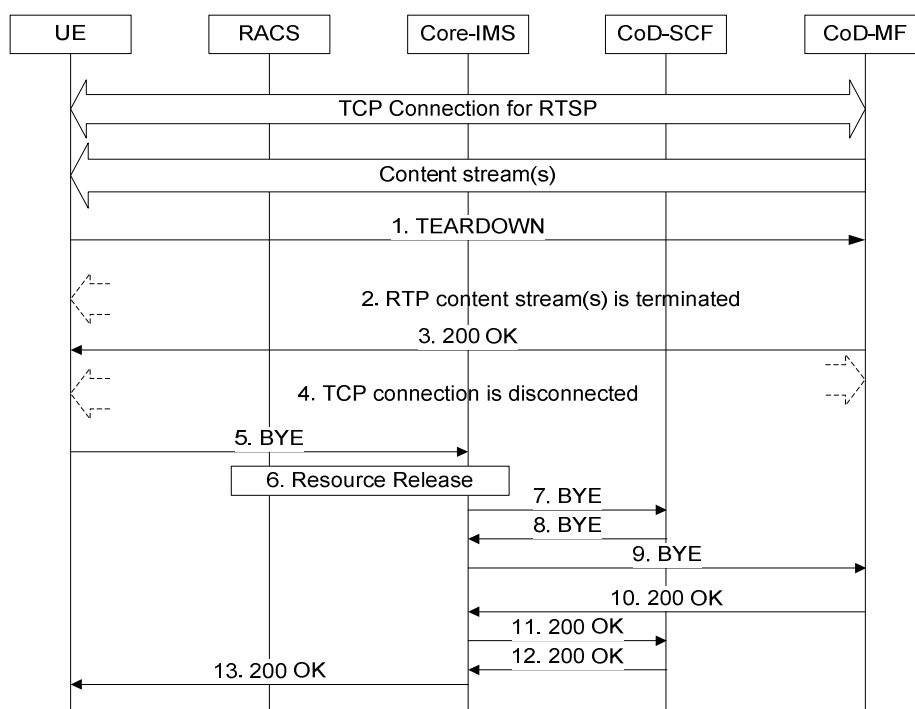 UE
RACS
Core-IMS
CoD-SCF
CoD-MF
TCP Connection for RTSP
Content stream(s)
1. TEARDOWN
2. RTP content stream(s) is terminated
3. 200 OK
4. TCP connection is disconnected
5. BYE
6. Resource Release
7. BYE
8. BYE
9. BYE
10. 200 OK
11. 200 OK
12. 200 OK
13. 200 OK